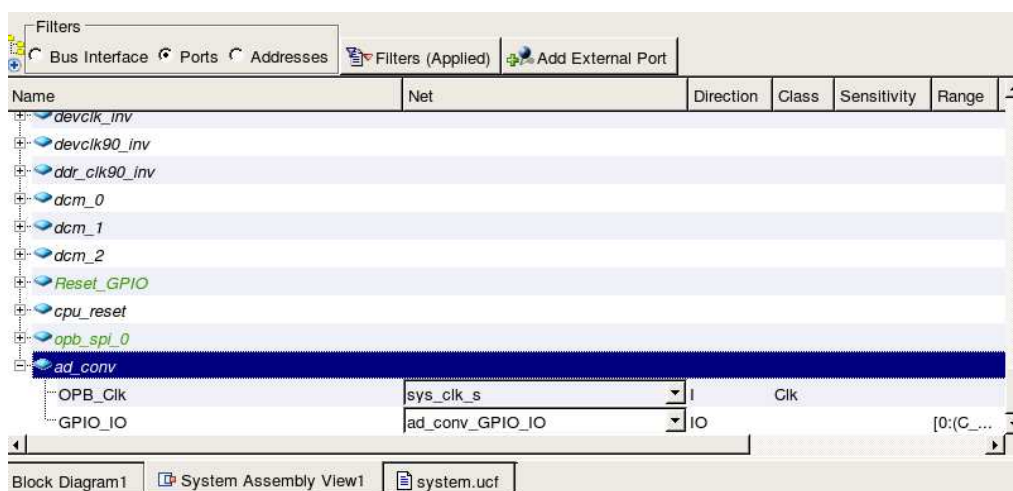 Filters
Bus Interface Ports Addresses Filters (Applied) Add External Port
Name Net Direction Class Sensitivity Range
devclk_inv
devclk90_inv
ddr_clk90_inv
dcm_0
dcm_1
dcm_2
Reset_GPIO
cpu_reset
opb_spi_0
ad_conv
OPB_Clk sys_clk_s I Clk
GPIO_IO ad_conv_GPIO_IO IO [0:(C_...
Block Diagram1 System Assembly View1 system.ucf